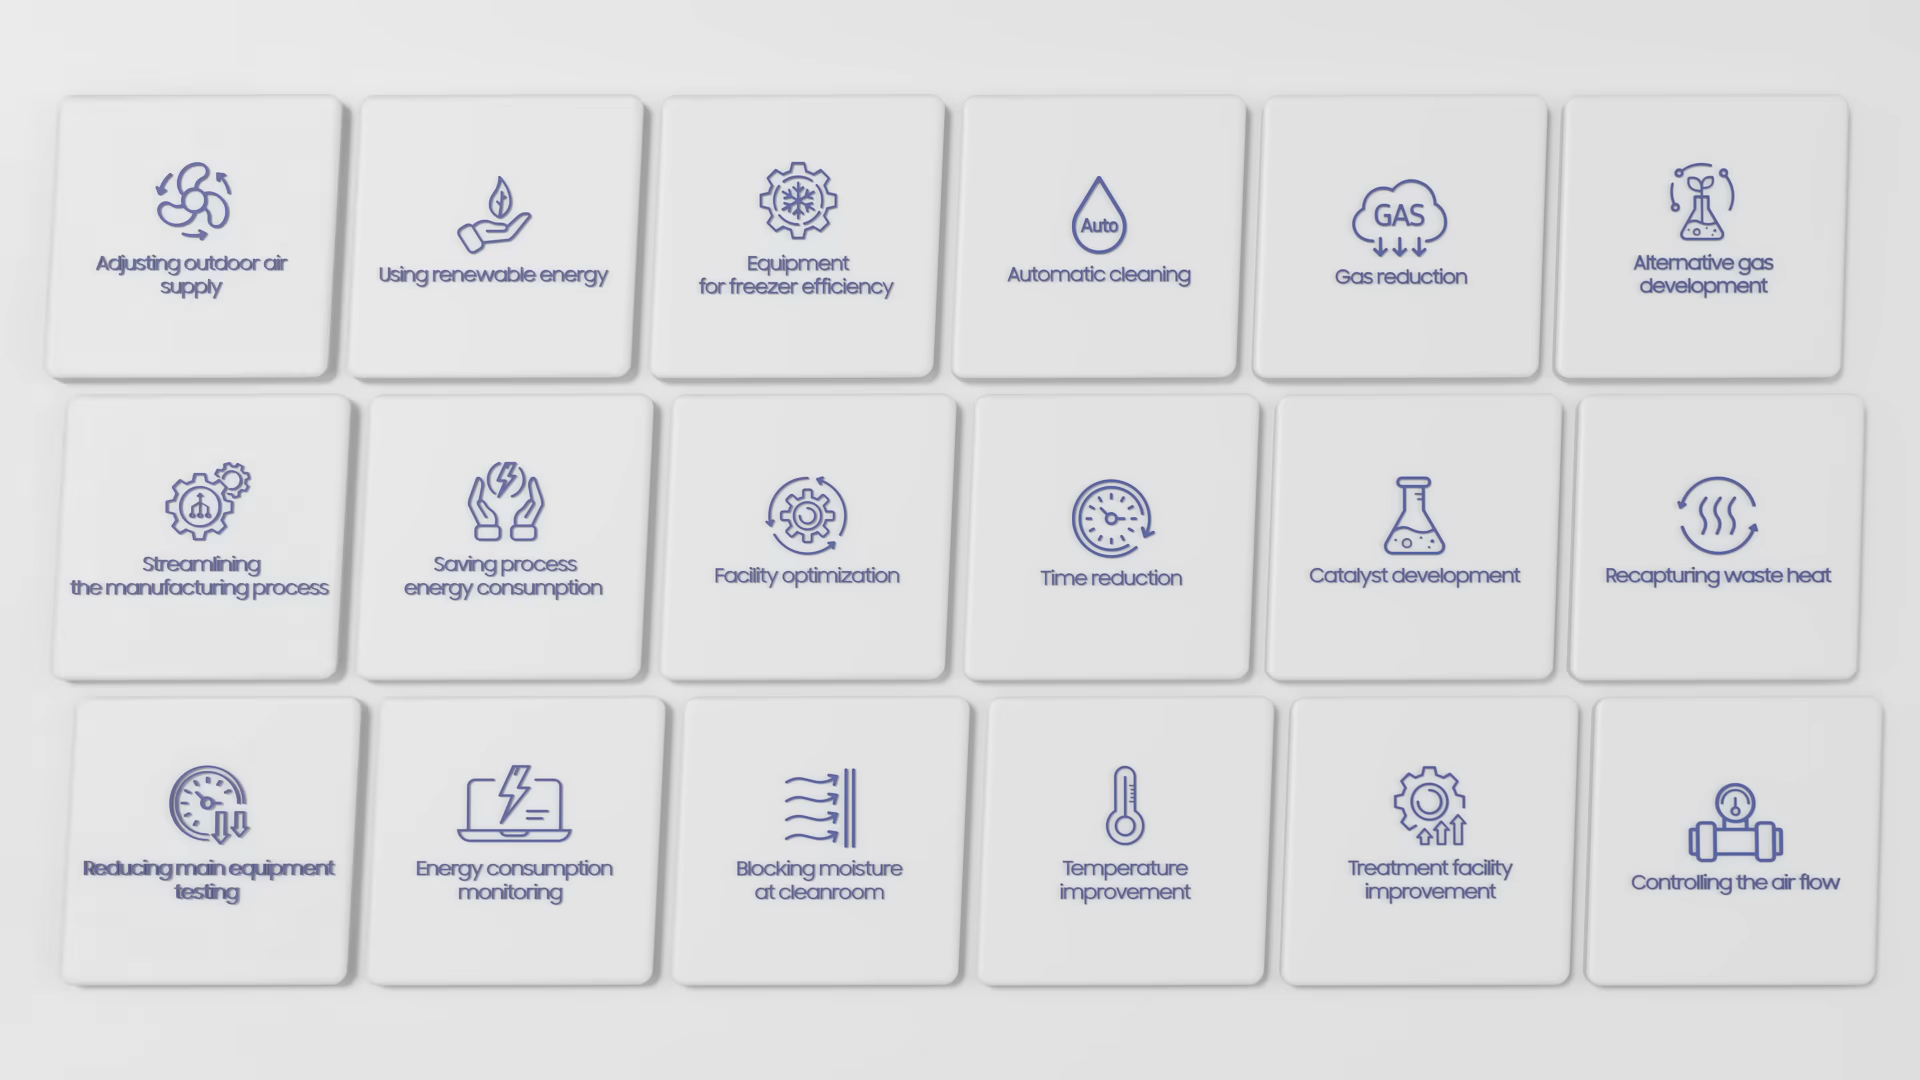 Adjusting outdoor air
supply
Using renewable energy
Equipment
for freezer efficiency
Auto
Automatic cleaning
GAS
Gas reduction
Alternative gas
development
Streamlining
the manufacturing process
Saving process
energy consumption
Facility optimization
Time reduction
Catalyst development
Recapturing waste heat
Reducing main equipment
testing
Energy consumption
monitoring
Blocking moisture
at cleanroom
Temperature
improvement
Treatment facility
improvement
Controlling the air flow